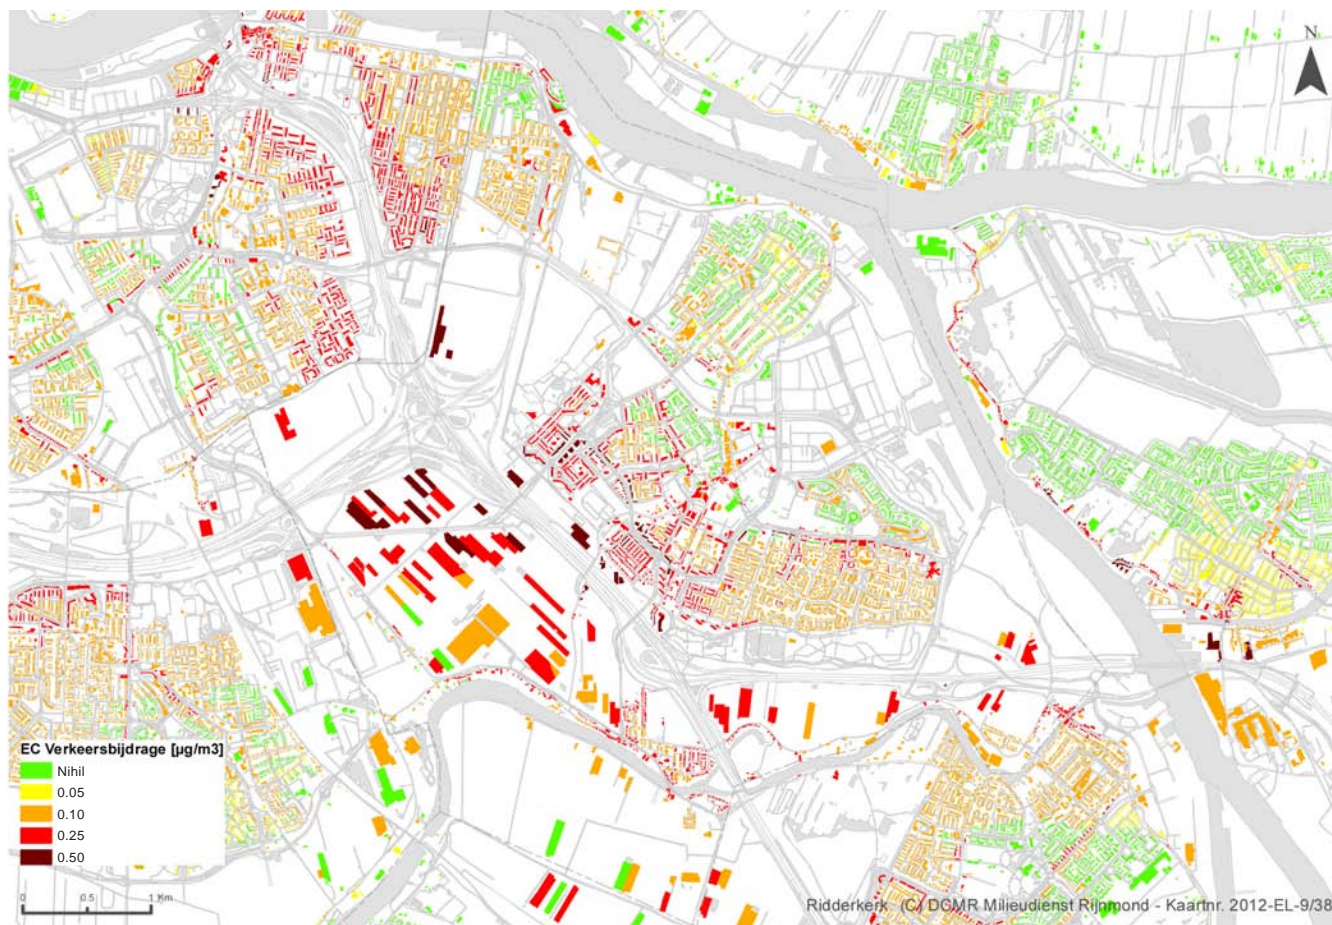 N
EC Verkeersbijdrage [µg/m3]
Nihil
0.05
0.10
0.25
0.50
0 0.5 1 Km
Ridderkerk (C) DCMR Milieudienst Rijnmond - Kaartnr. 2012-EL-9/38